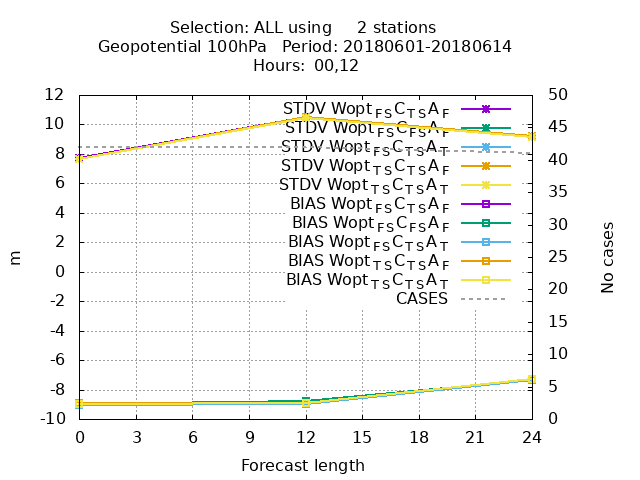 Selection: ALL using 2 stations
Geopotential 100hPa Period: 20180601-20180614
Hours: 00,12
12
10
8
6
4
2
0
-2
-4
-6
-8
-10
m
50
45
40
35
30
25
20
15
10
5
0
No cases
STDV Wopt FS C TS A F
STDV Wopt FS C FS A F
STDV Wopt FS C TS A T
STDV Wopt TS C TS A F
STDV Wopt TS C TS A T
BIAS Wopt FS C TS A F
BIAS Wopt FS C FS A F
BIAS Wopt FS C TS A T
BIAS Wopt TS C TS A F
BIAS Wopt TS C TS A T
CASES
0 3 6 9 12 15 18 21 24
Forecast length